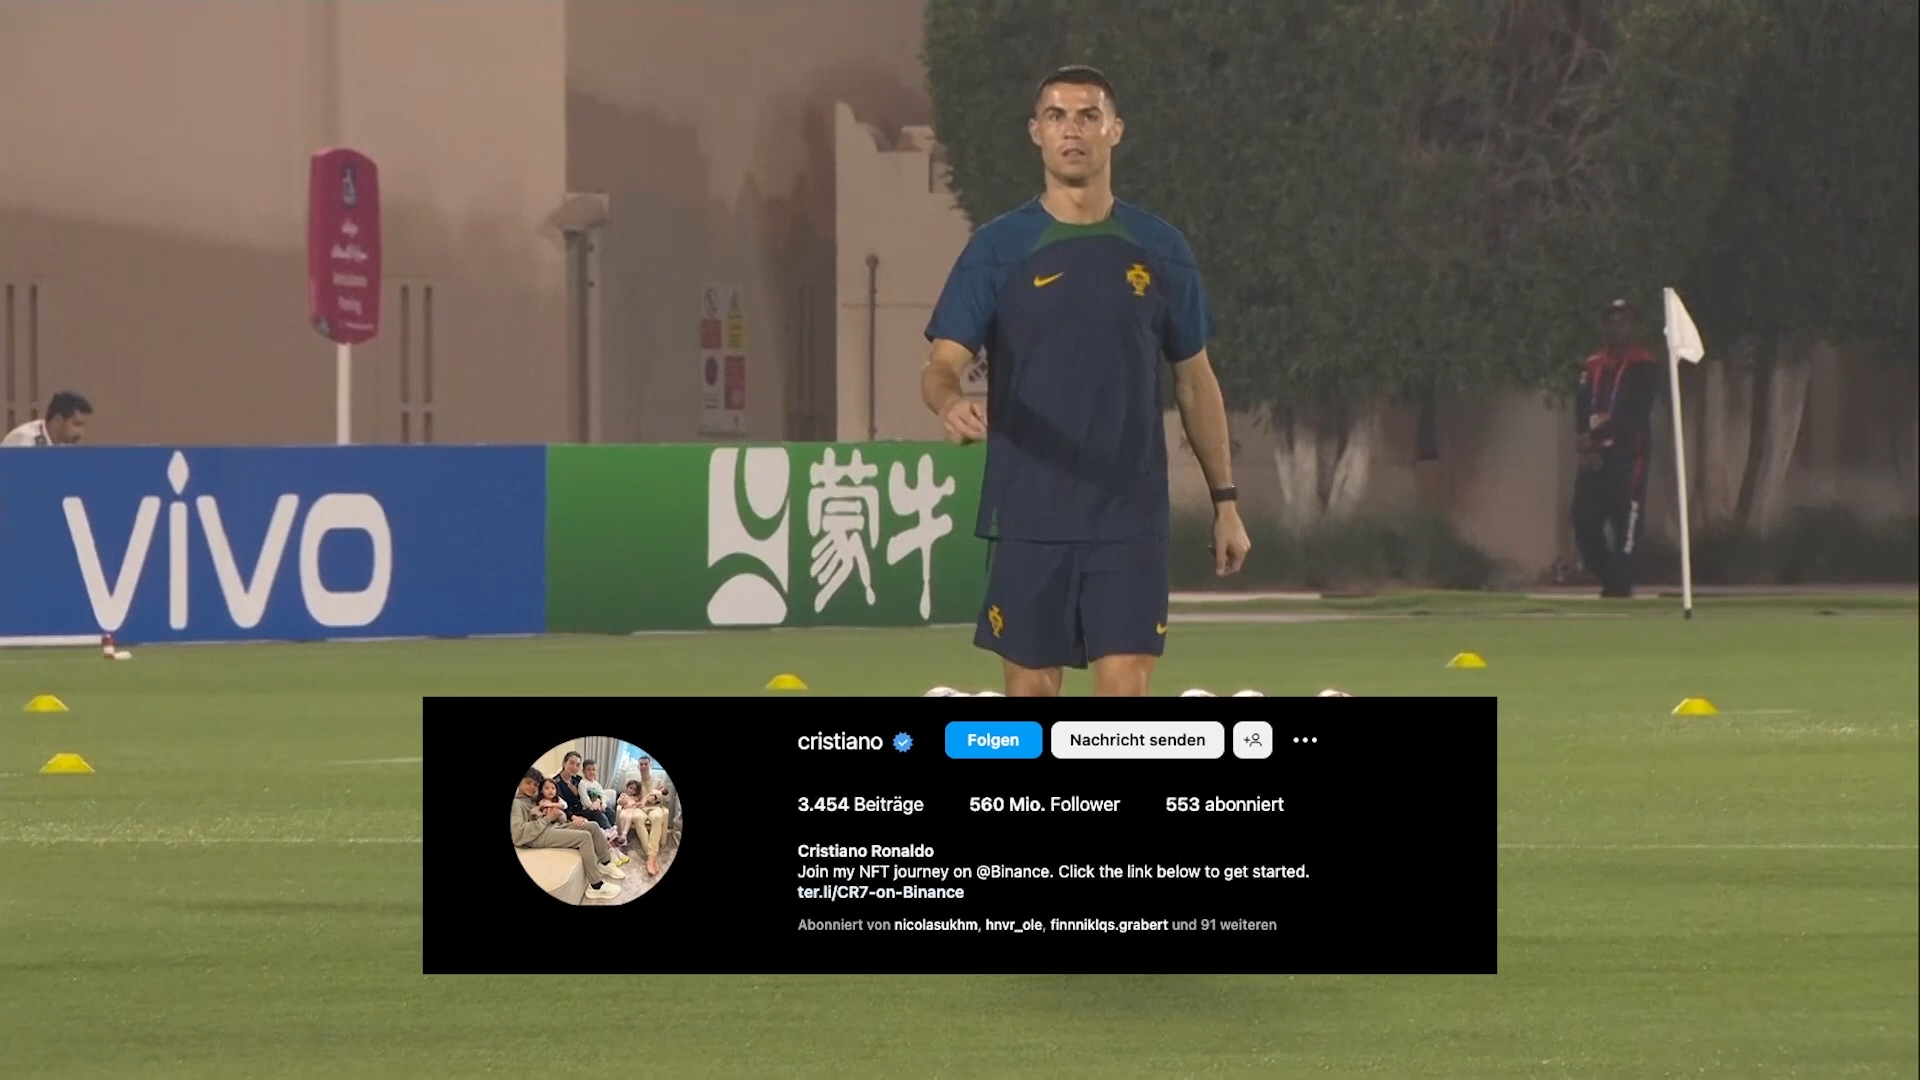 vivo
蒙牛
cristiano
Folgen
Nachricht senden
3.454 Beiträge
560 Mio. Follower
553 abonniert
Cristiano Ronaldo
Join my NFT journey on @Binance. Click the link below to get started.
ter.li/CR7-on-Binance
Abonniert von nicolasukhm, hnvr_ole, finnniklqs.grabert und 91 weiteren